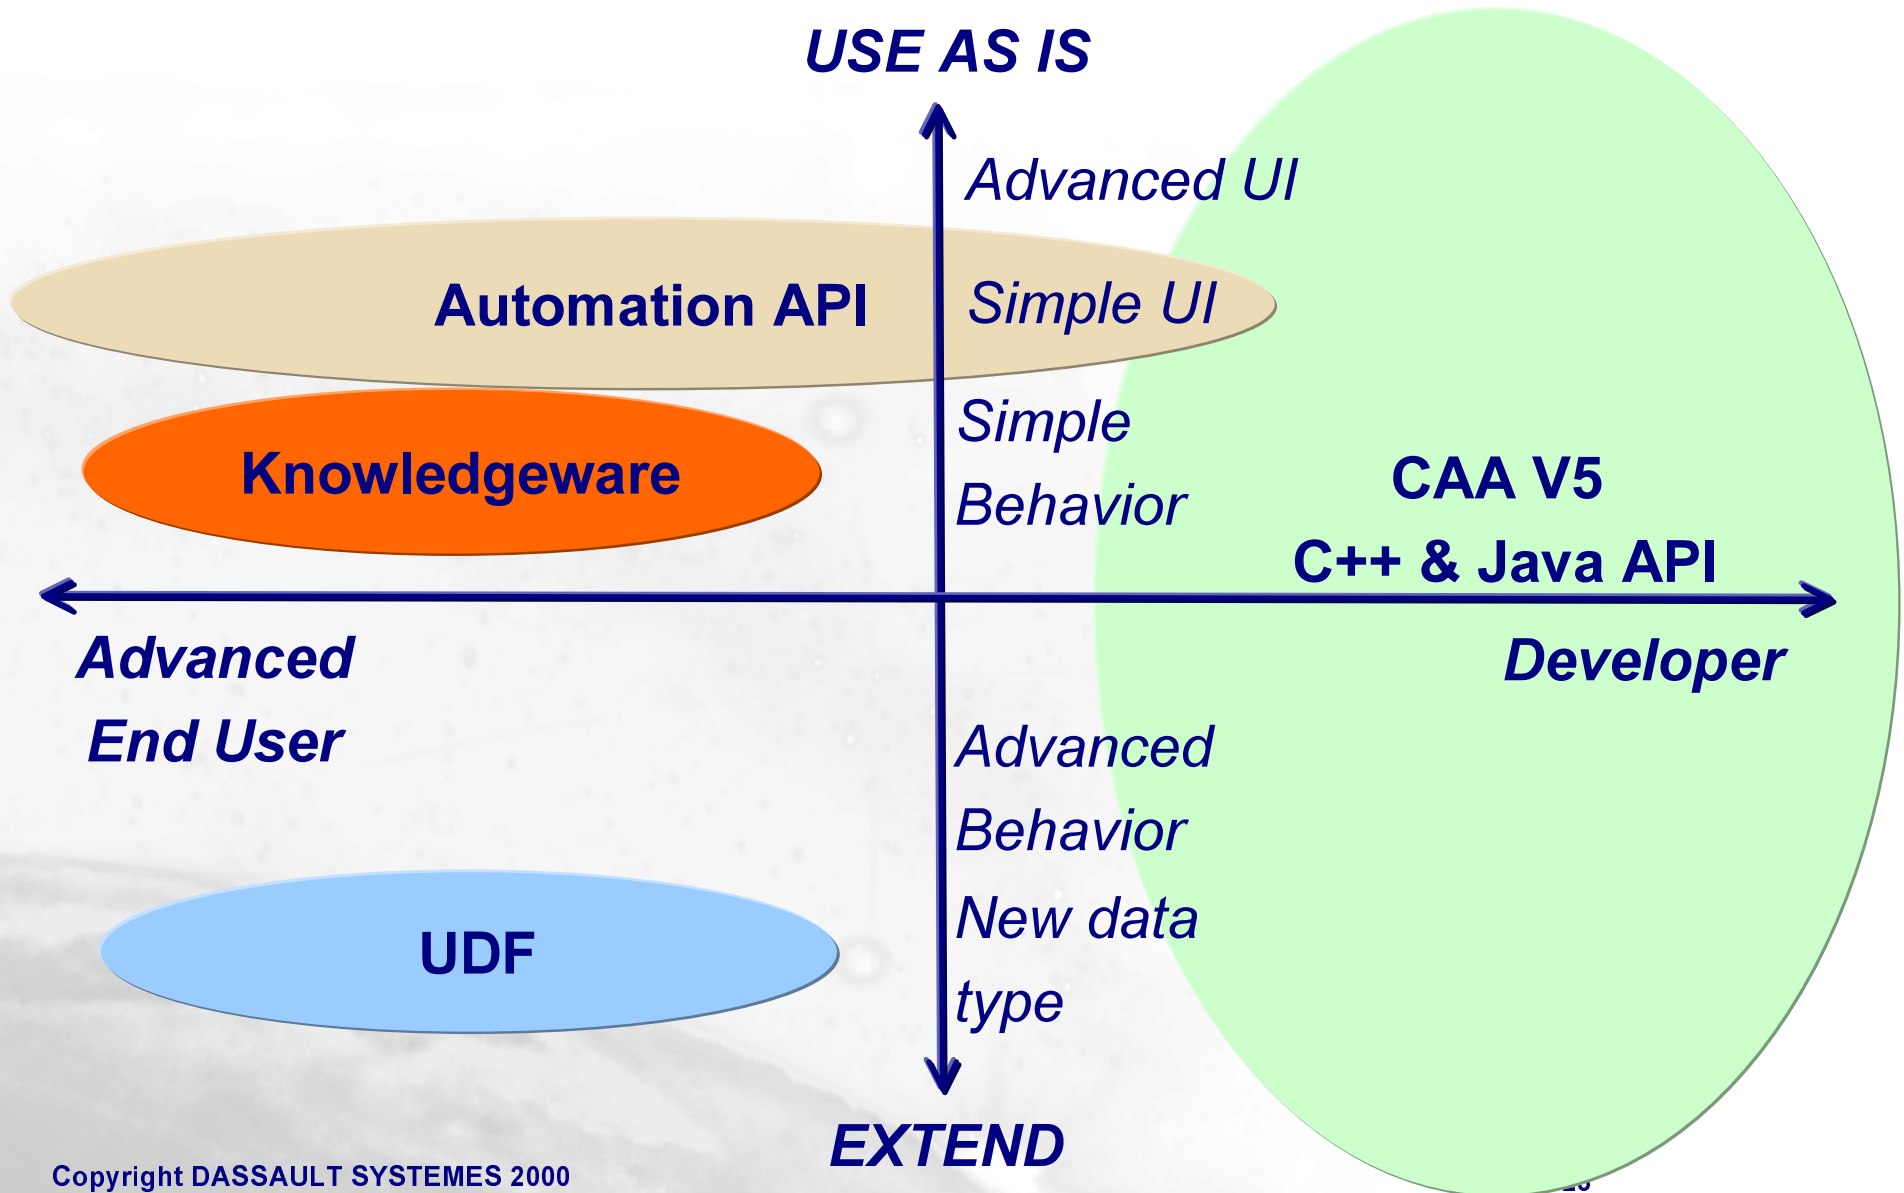 USE AS IS
Advanced UI
Automation API
Simple UI
Simple
Behavior
Knowledgeware
CAA V5
C++ & Java API
Advanced
End User
Developer
Advanced
Behavior
New data
type
UDF
EXTEND
Copyright DASSAULT SYSTEMES 2000